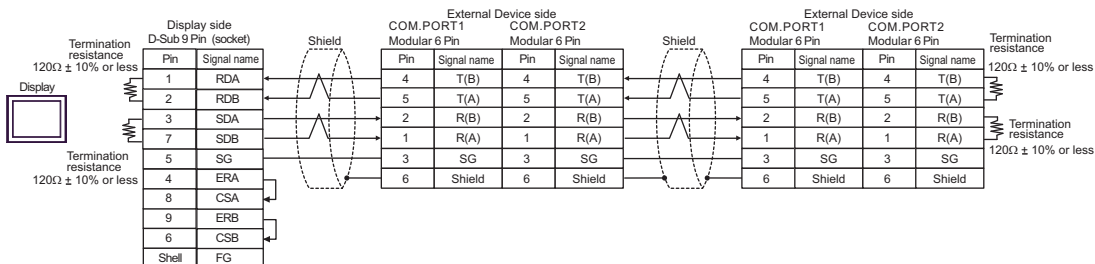 Display
Termination
resistance
120Ω ± 10% or less
Termination
resistance
120Ω ± 10% or less
Display side
D-Sub 9 Pin (socket)
Pin Signal name
1 RDA
2 RDB
3 SDA
7 SDB
5 SG
4 ERA
8 CSA
9 ERB
6 CSB
Shell FG
Shield
External Device side
COM.PORT1 COM.PORT2
Modular 6 Pin Modular 6 Pin
Pin Signal name Pin Signal name
4 T(B) 4 T(B)
5 T(A) 5 T(A)
2 R(B) 2 R(B)
1 R(A) 1 R(A)
3 SG 3 SG
6 Shield 6 Shield
Shield
External Device side
COM.PORT1 COM.PORT2
Modular 6 Pin Modular 6 Pin
Pin Signal name Pin Signal name
4 T(B) 4 T(B)
5 T(A) 5 T(A)
2 R(B) 2 R(B)
1 R(A) 1 R(A)
3 SG 3 SG
6 Shield 6 Shield
Termination
resistance
120Ω ± 10% or less
Termination
resistance
120Ω ± 10% or less